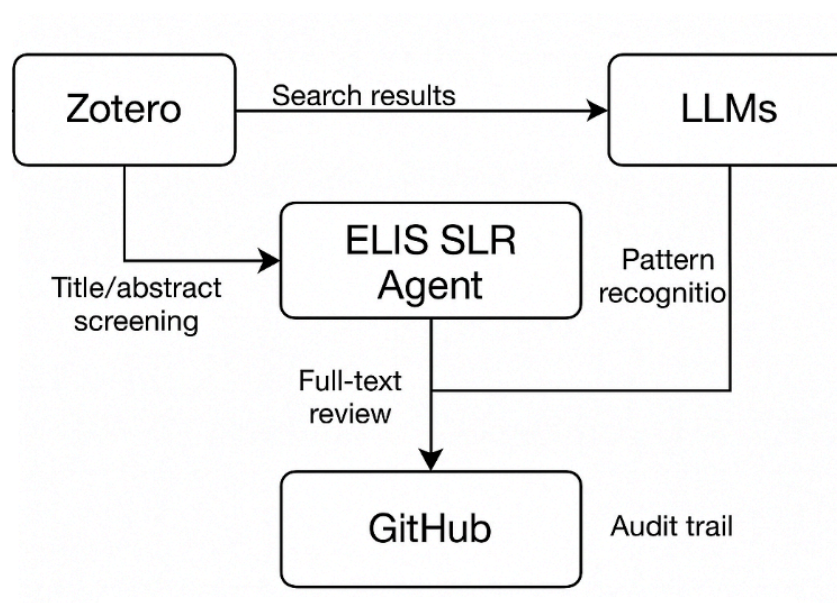 Zotero
Search results
LLMs
ELIS SLR
Agent
Title/abstract
screening
Pattern
recognitio
Full-text
review
GitHub
Audit trail